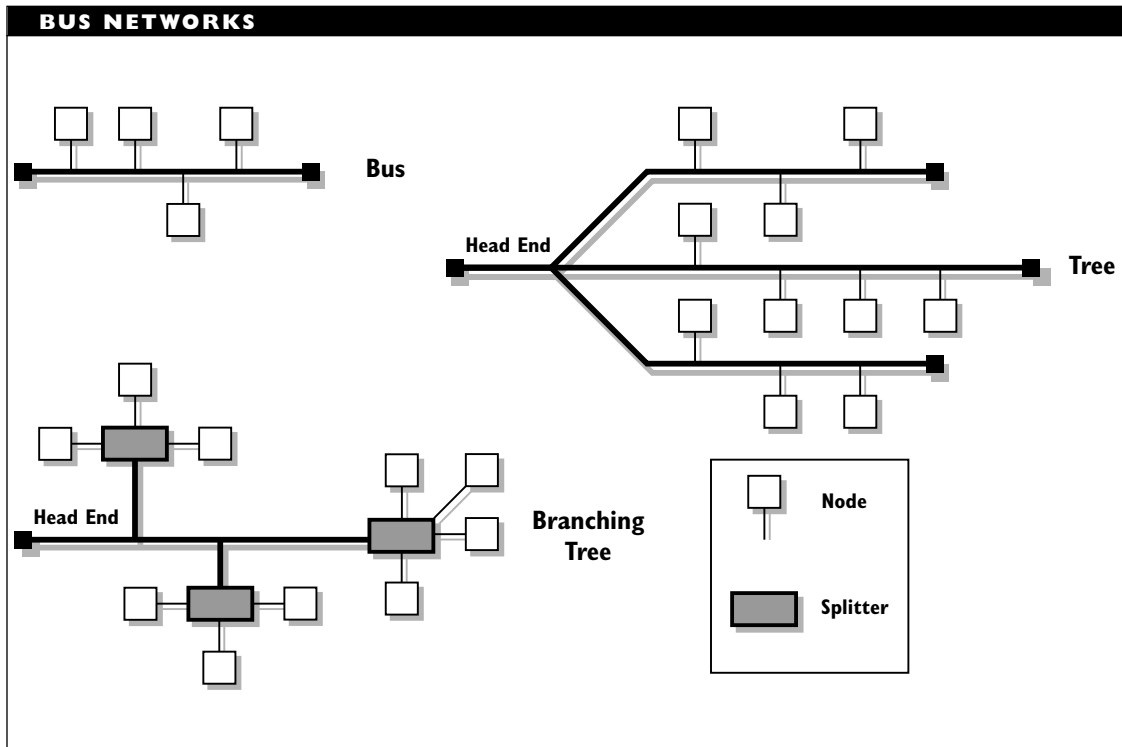 BUS NETWORKS
Bus
Head End
Tree
Head End
Branching
Tree
Node
Splitter